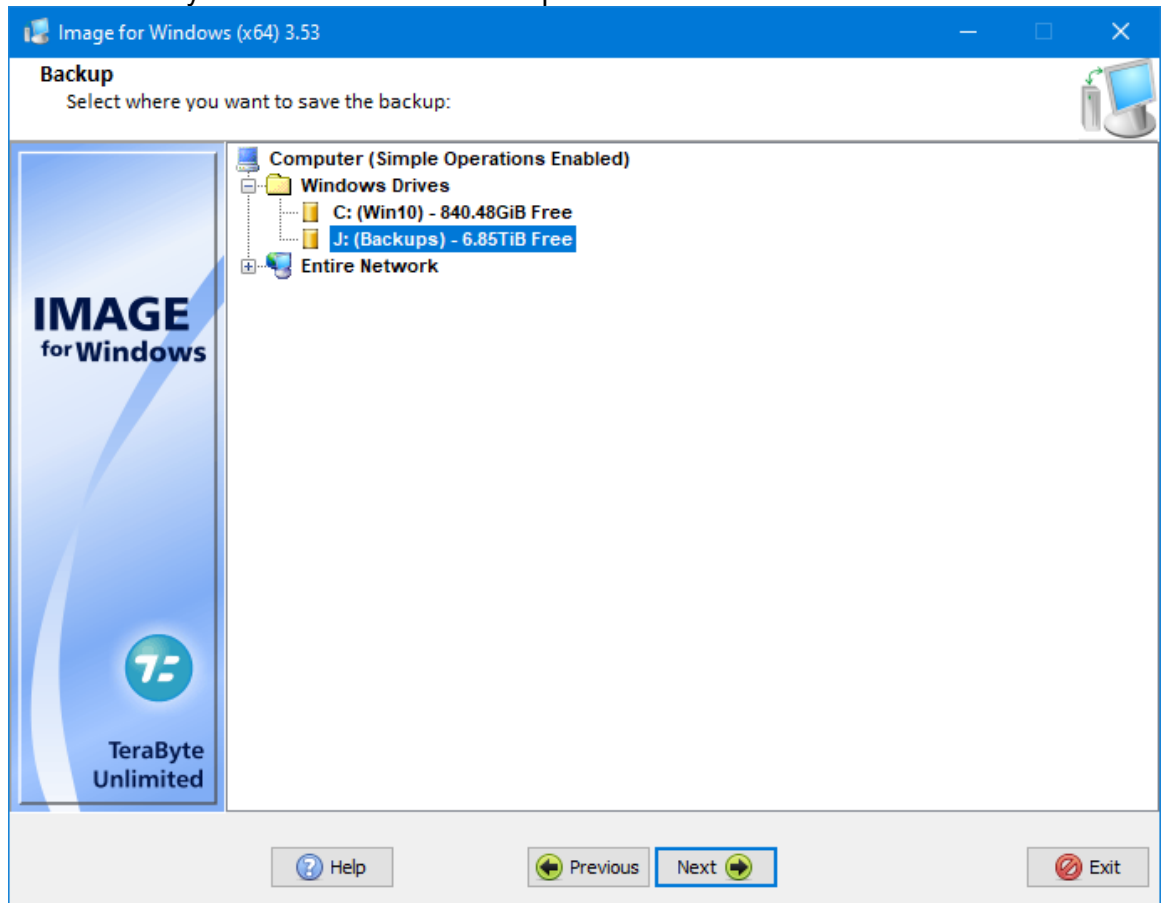 Image for Windows (x64) 3.53
Backup
Select where you want to save the backup:
Computer (Simple Operations Enabled)
Windows Drives
C: (Win10) - 840.48GiB Free
J: (Backups) - 6.85TiB Free
Entire Network
IMAGE
for Windows
TeraByte
Unlimited
Help
Previous
Next
Exit